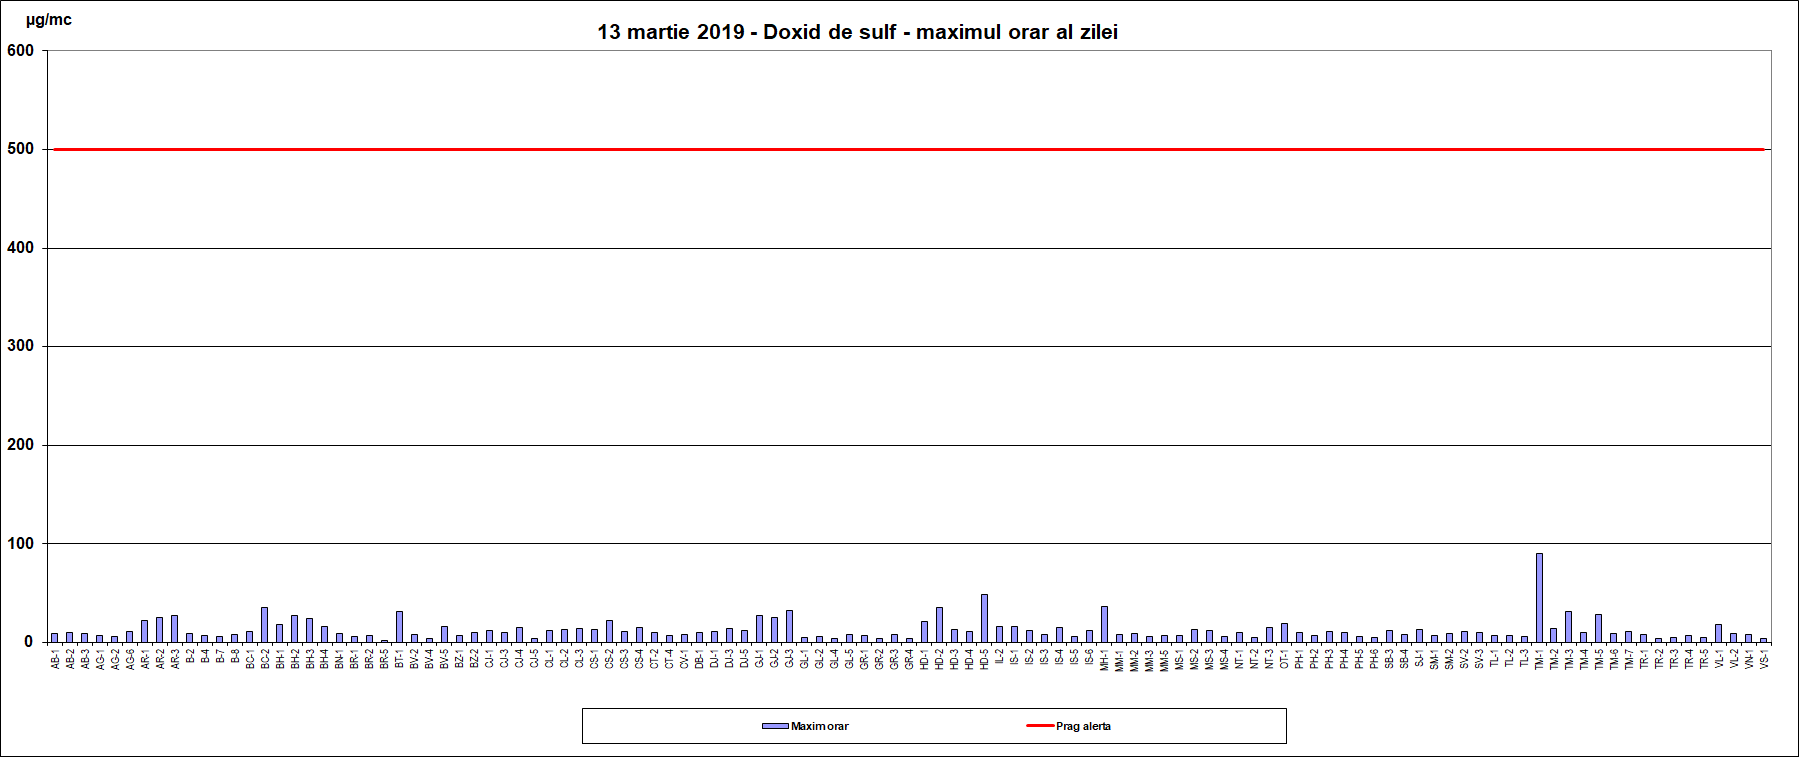 µg/mc
13 martie 2019 - Doxid de sulf - maximul orar al zilei
600
500
400
300
200
100
0
AB-1 AB-2 AB-3 AG-1 AG-2 AG-6 AR-1 AR-2 AR-3 B-2 B-4 B-7 B-8 BC-1 BC-2 BH-1 BH-2 BH-3 BH-4 BN-1 BR-1 BR-2 BR-5 BT-1 BV-2 BV-4 BV-5 BZ-1 BZ-2 CJ-1 CJ-3 CJ-4 CJ-5 CL-1 CL-2 CL-3 CS-1 CS-2 CS-3 CS-4 CT-2 CT-4 CV-1 DB-1 DJ-1 DJ-3 DJ-5 GJ-1 GJ-2 GJ-3 GL-1 GL-2 GL-4 GL-5 GR-1 GR-2 GR-3 GR-4 HD-1 HD-2 HD-3 HD-4 HD-5 IL-2 IS-1 IS-2 IS-3 IS-4 IS-5 IS-6 MH-1 MM-1 MM-2 MM-3 MM-5 MS-1 MS-2 MS-3 MS-4 NT-1 NT-2 NT-3 OT-1 PH-1 PH-2 PH-3 PH-4 PH-5 PH-6 SB-3 SB-4 SJ-1 SM-1 SM-2 SV-2 SV-3 TL-1 TL-2 TL-3 TM-1 TM-2 TM-3 TM-4 TM-5 TM-6 TM-7 TR-1 TR-2 TR-3 TR-4 TR-5 VL-1 VL-2 VN-1 VS-1
Maxim orar Prag alerta